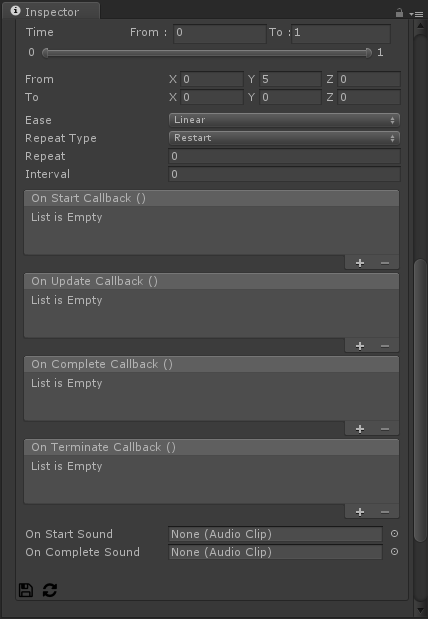 Inspector
Time From : 0 To : 1
0 1
From X 0 Y 5 Z 0
To X 0 Y 0 Z 0
Ease Linear
Repeat Type Restart
Repeat 0
Interval 0
On Start Callback ()
List is Empty
On Update Callback ()
List is Empty
On Complete Callback ()
List is Empty
On Terminate Callback ()
List is Empty
On Start Sound None (Audio Clip)
On Complete Sound None (Audio Clip)